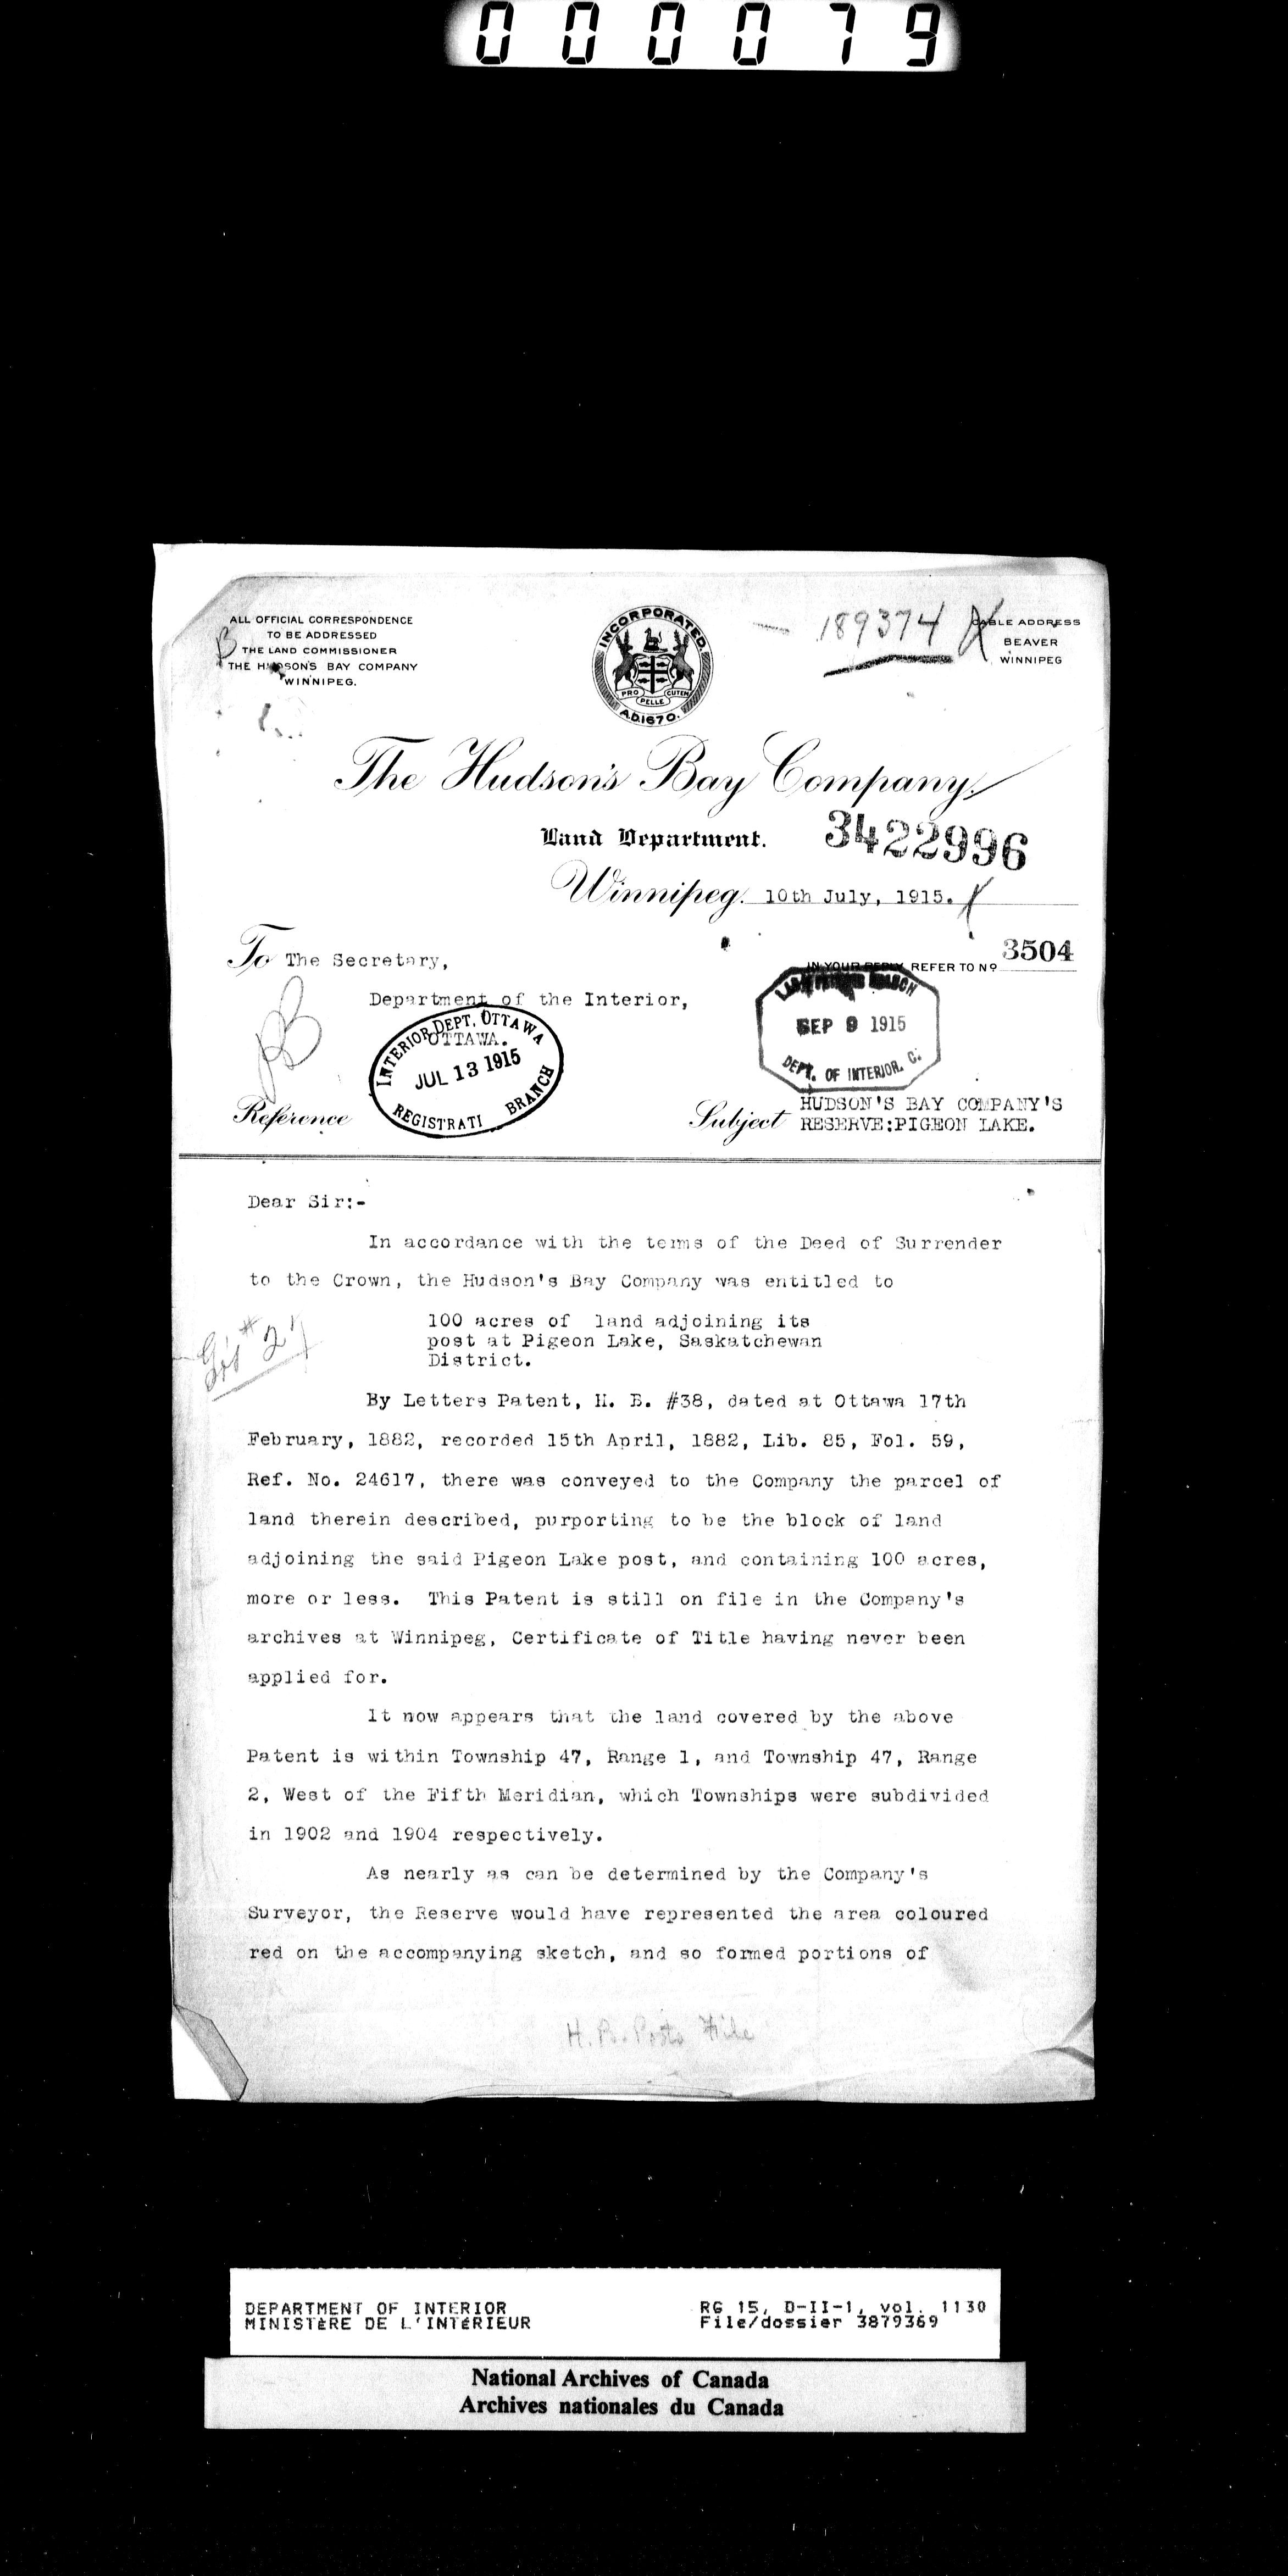 000079
ALL OFFICIAL CORRESPONDENCE
TO BE ADDRESSED
THE LAND COMMISSIONER
THE HUDSON'S BAY COMPANY
WINNIPEG.
B
INCORPORATED.
PRO PELLE CUTEM
A.D.1670.
189374
CABLE ADDRESS
BEAVER
WINNIPEG
The Hudson's Bay Company.
Land Department.
3422996
Winnipeg. 10th July, 1915.
To The Secretary,
IN YOUR REPLY REFER TO No 3504
Department of the Interior,
OTTAWA.
INTERIOR DEPT. OTTAWA
JUL 13 1915
REGISTRATI BRANCH
BRANCH
SEP 9 1915
DEPT. OF INTERIOR. C.
Reference
Subject HUDSON'S BAY COMPANY'S
RESERVE:PIGEON LAKE.
Dear Sir:-
In accordance with the terms of the Deed of Surrender
to the Crown, the Hudson's Bay Company was entitled to
100 acres of land adjoining its
post at Pigeon Lake, Saskatchewan
District.
By Letters Patent, H. B. #38, dated at Ottawa 17th
February, 1882, recorded 15th April, 1882, Lib. 85, Fol. 59,
Ref. No. 24617, there was conveyed to the Company the parcel of
land therein described, purporting to be the block of land
adjoining the said Pigeon Lake post, and containing 100 acres,
more or less. This Patent is still on file in the Company's
archives at Winnipeg, Certificate of Title having never been
applied for.
It now appears that the land covered by the above
Patent is within Township 47, Range 1, and Township 47, Range
2, West of the Fifth Meridian, which Townships were subdivided
in 1902 and 1904 respectively.
As nearly as can be determined by the Company's
Surveyor, the Reserve would have represented the area coloured
red on the accompanying sketch, and so formed portions of
H. B. Posts File
DEPARTMENT OF INTERIOR
MINISTÈRE DE L'INTÉRIEUR
RG 15, D-II-1, vol. 1130
File/dossier 3879369
National Archives of Canada
Archives nationales du Canada